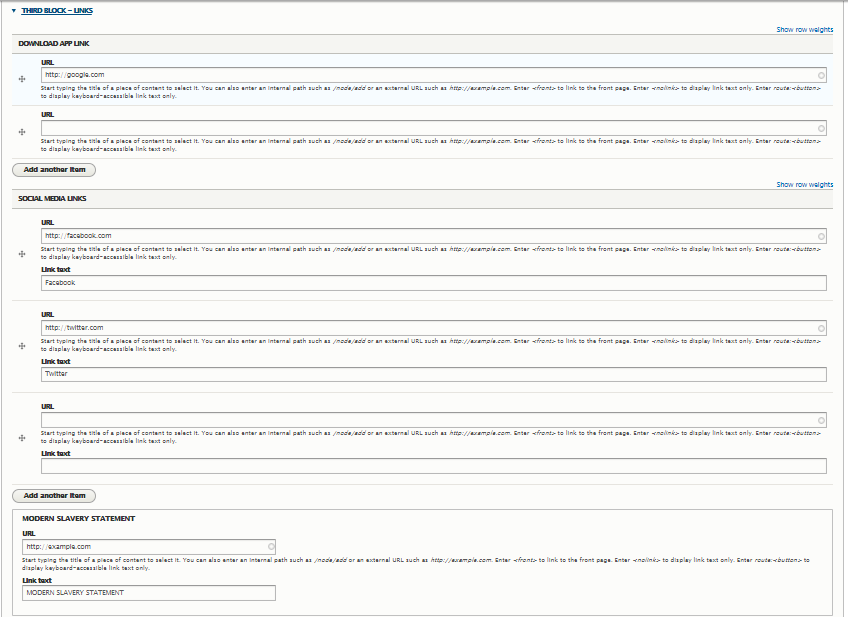 THIRD BLOCK - LINKS
Show row weights
DOWNLOAD APP LINK
URL
http://google.com
Start typing the title of a piece of content to select it. You can also enter an internal path such as /node/add or an external URL such as http://example.com. Enter <front> to link to the front page. Enter <nolink> to display link text only. Enter route:<button>
to display keyboard-accessible link text only.
URL
Start typing the title of a piece of content to select it. You can also enter an internal path such as /node/add or an external URL such as http://example.com. Enter <front> to link to the front page. Enter <nolink> to display link text only. Enter route:<button>
to display keyboard-accessible link text only.
Add another item
Show row weights
SOCIAL MEDIA LINKS
URL
http://facebook.com
Start typing the title of a piece of content to select it. You can also enter an internal path such as /node/add or an external URL such as http://example.com. Enter <front> to link to the front page. Enter <nolink> to display link text only. Enter route:<button>
to display keyboard-accessible link text only.
Link text
Facebook
URL
http://twitter.com
Start typing the title of a piece of content to select it. You can also enter an internal path such as /node/add or an external URL such as http://example.com. Enter <front> to link to the front page. Enter <nolink> to display link text only. Enter route:<button>
to display keyboard-accessible link text only.
Link text
Twitter
URL
Start typing the title of a piece of content to select it. You can also enter an internal path such as /node/add or an external URL such as http://example.com. Enter <front> to link to the front page. Enter <nolink> to display link text only. Enter route:<button>
to display keyboard-accessible link text only.
Link text
Add another item
MODERN SLAVERY STATEMENT
URL
http://example.com
Start typing the title of a piece of content to select it. You can also enter an internal path such as /node/add or an external URL such as http://example.com. Enter <front> to link to the front page. Enter <nolink> to display link text only. Enter route:<button> to
display keyboard-accessible link text only.
Link text
MODERN SLAVERY STATEMENT